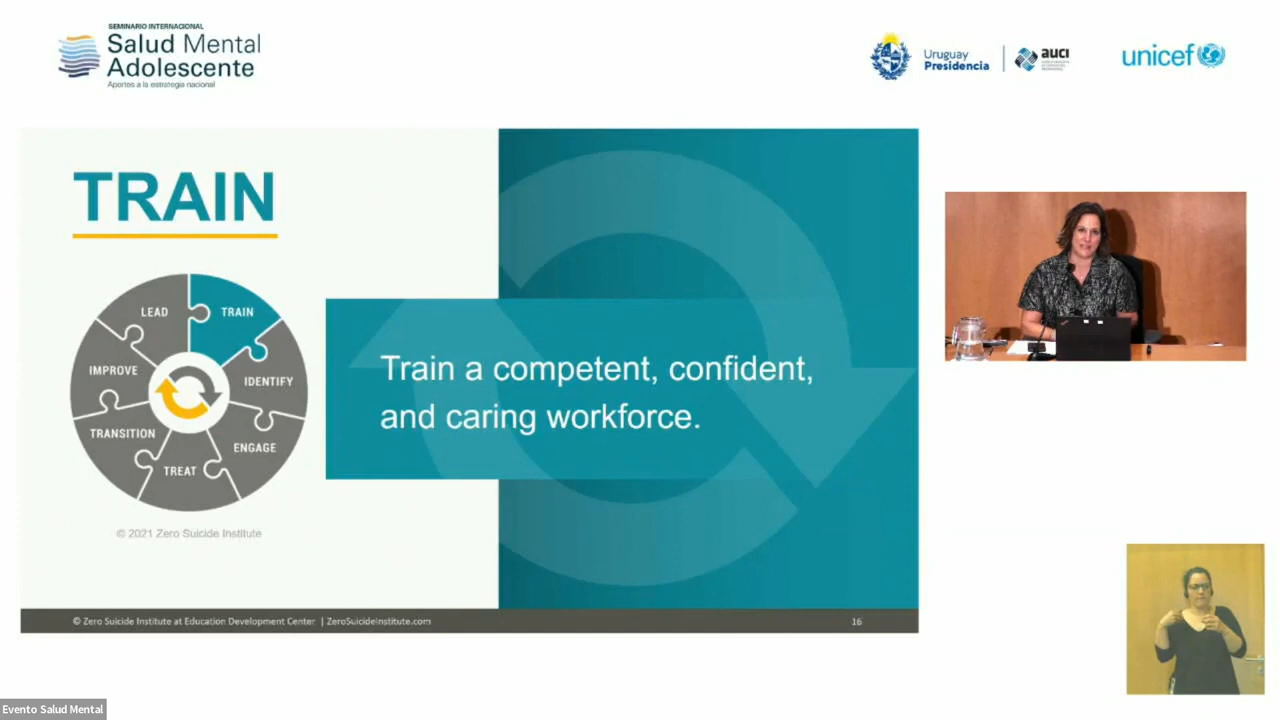 SEMINARIO INTERNACIONAL
Salud Mental
Adolescente
Aportes a la estrategia nacional
Uruguay
Presidencia
AUCI
unicef
TRAIN
LEAD
TRAIN
IMPROVE
IDENTIFY
TRANSITION
ENGAGE
TREAT
Train a competent, confident,
and caring workforce.
© 2021 Zero Suicide Institute
© Zero Suicide Institute at Education Development Center | ZeroSuicideInstitute.com
16
Evento Salud Mental